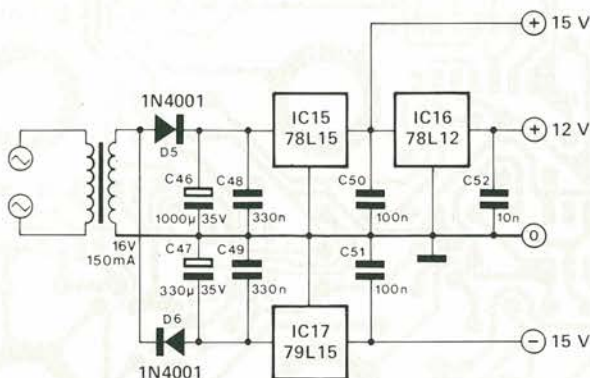 + 15 V
1N4001
D5
IC15
78L15
IC16
78L12
+ 12 V
C46
1000µ 35V
C48
330n
C50
100n
C52
10n
0
16V
150mA
C47
330µ 35V
C49
330n
C51
100n
D6
1N4001
IC17
79L15
− 15 V